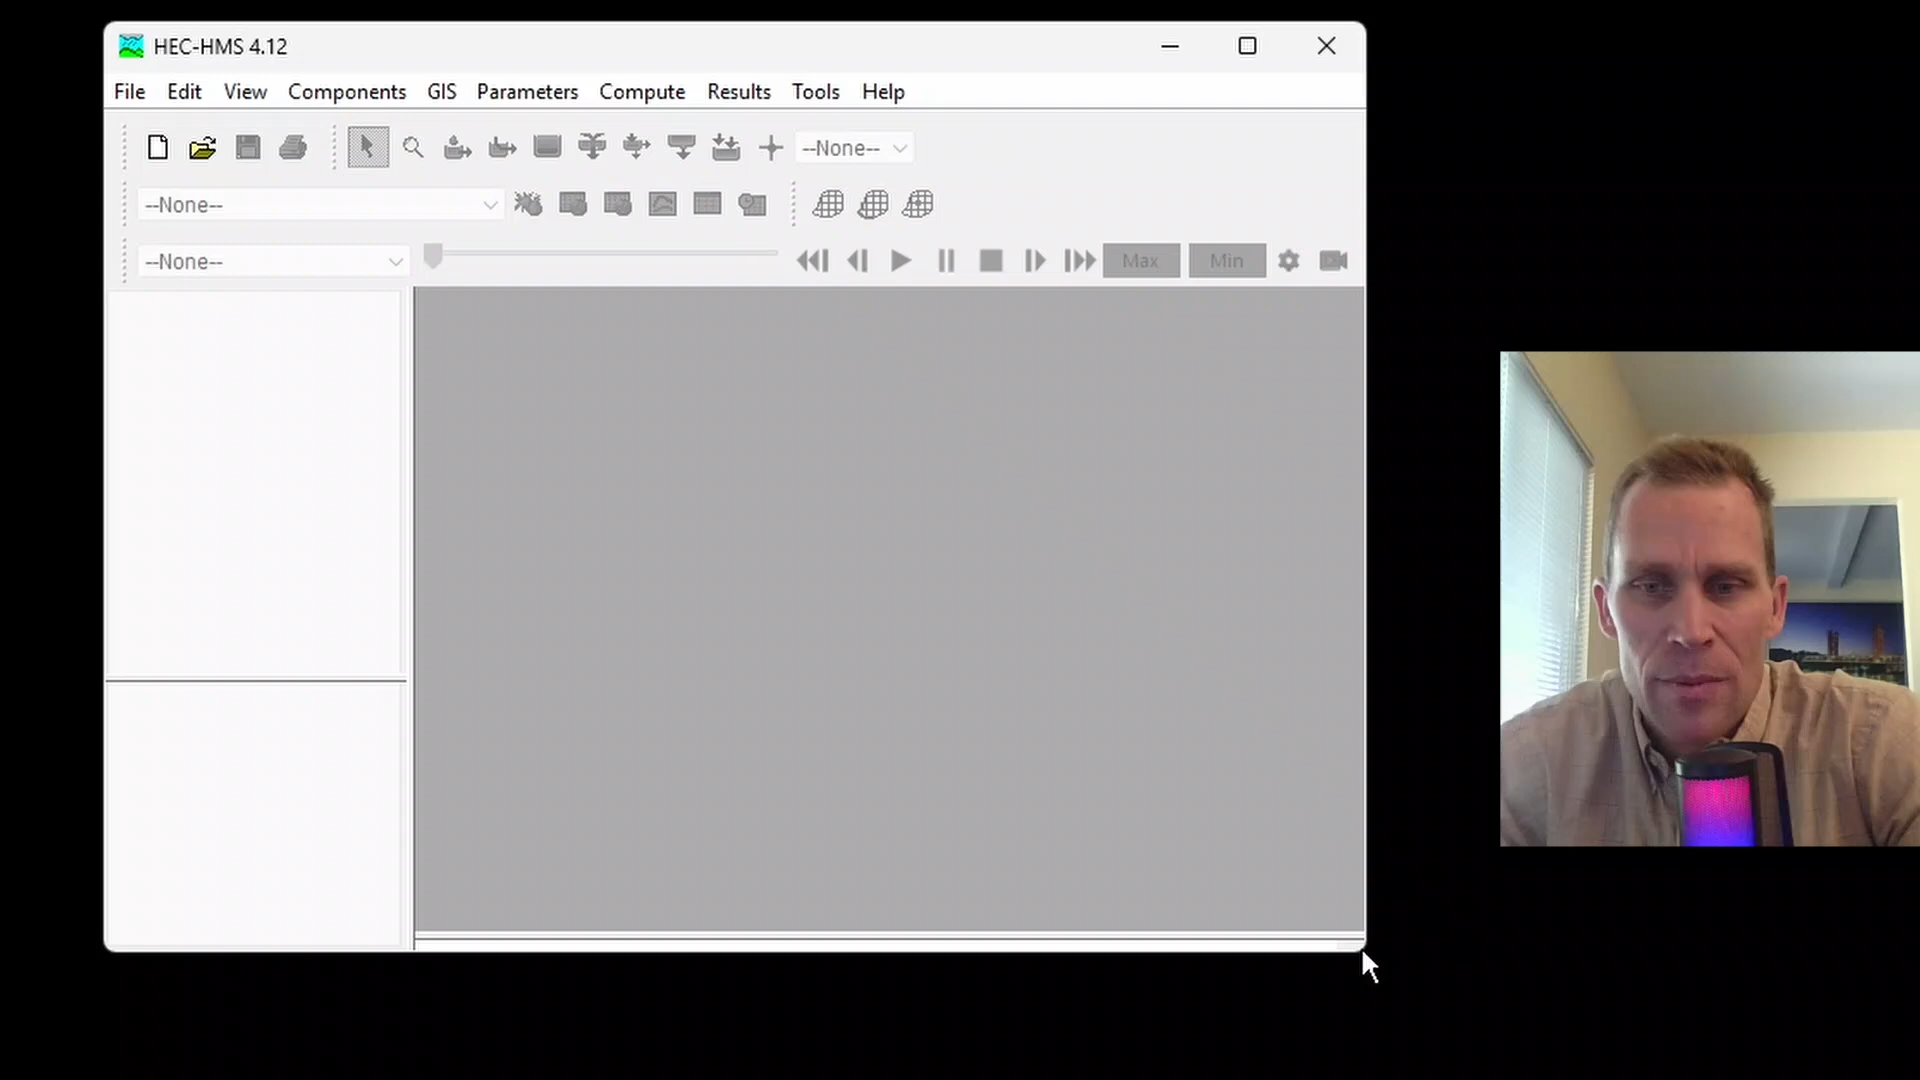 HEC-HMS 4.12
File Edit View Components GIS Parameters Compute Results Tools Help
--None--
--None--
--None-- Max Min